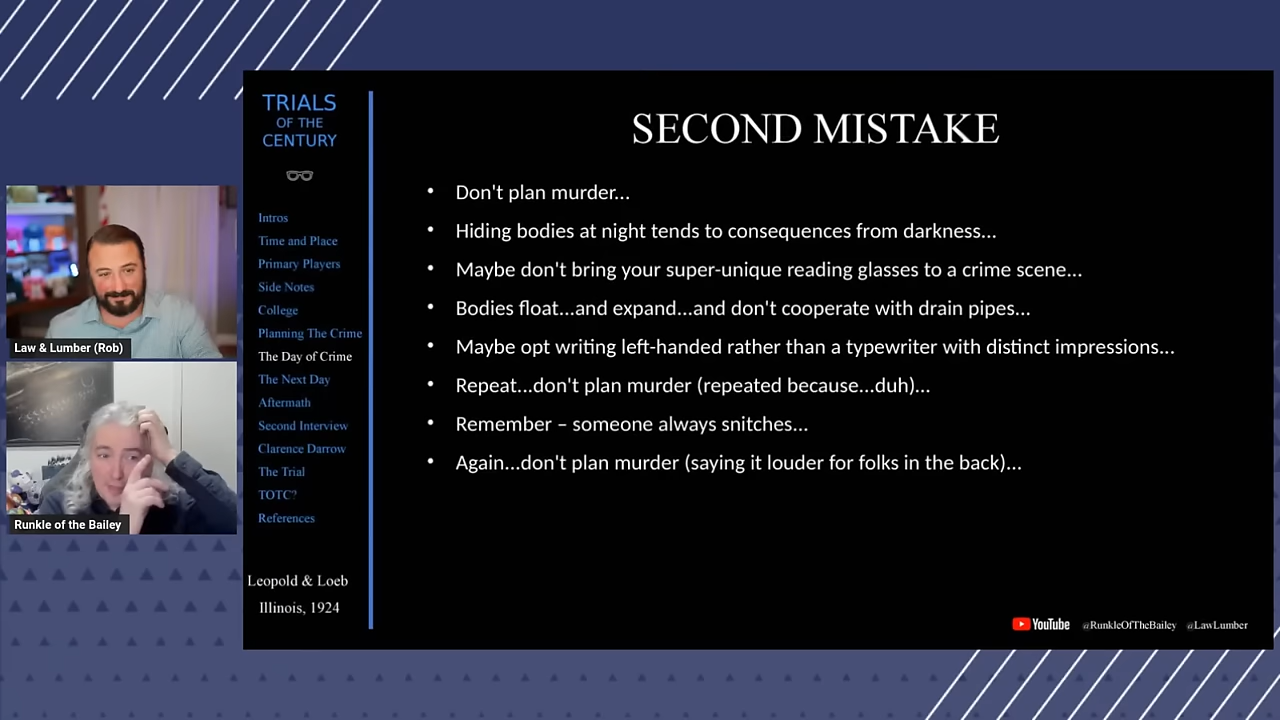 TRIALS
OF THE
CENTURY
Intros
Time and Place
Primary Players
Side Notes
College
Planning The Crime
The Day of Crime
The Next Day
Aftermath
Second Interview
Clarence Darrow
The Trial
TOTC?
References
Leopold & Loeb
Illinois, 1924
SECOND MISTAKE
• Don't plan murder...
• Hiding bodies at night tends to consequences from darkness...
• Maybe don't bring your super-unique reading glasses to a crime scene...
• Bodies float...and expand...and don't cooperate with drain pipes...
• Maybe opt writing left-handed rather than a typewriter with distinct impressions...
• Repeat...don't plan murder (repeated because...duh)...
• Remember – someone always snitches...
• Again...don't plan murder (saying it louder for folks in the back)...
YouTube @RunkleOfTheBailey @LawLumber
Law & Lumber (Rob)
Runkle of the Bailey